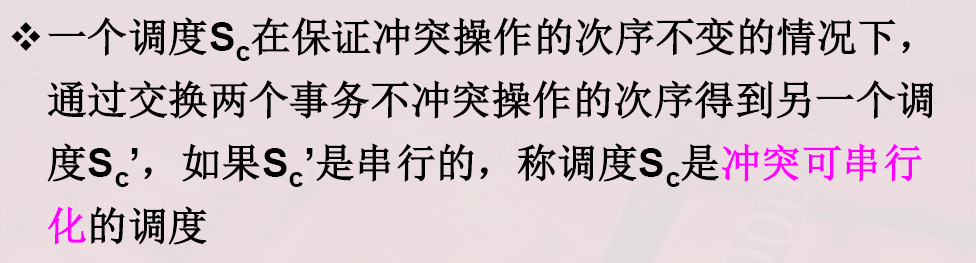 ❖一个调度Sc在保证冲突操作的次序不变的情况下，
通过交换两个事务不冲突操作的次序得到另一个调
度Sc’，如果Sc’是串行的，称调度Sc是冲突可串行
化的调度